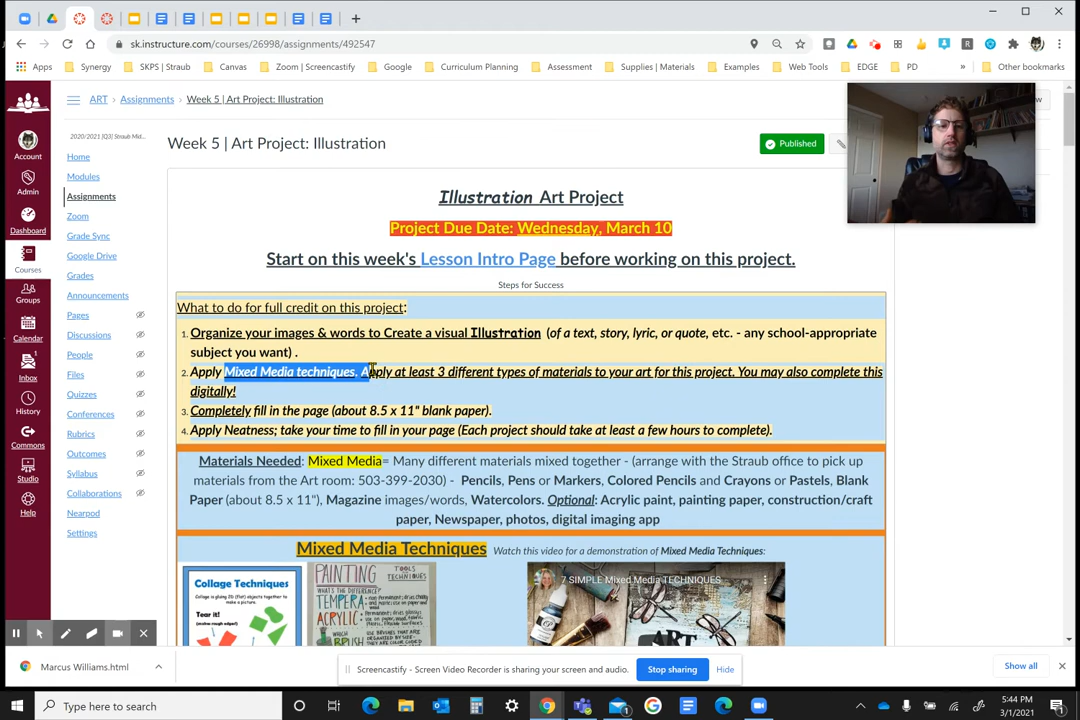 sk.instructure.com/courses/26998/assignments/492547
Apps
Synergy
SKPS | Straub
Canvas
Zoom | Screencastify
Google
Curriculum Planning
Assessment
Supplies | Materials
Examples
Web Tools
EDGE
PD
»
Other bookmarks
ART › Assignments › Week 5 | Art Project: Illustration
Account
Admin
Dashboard
Courses
Groups
Calendar
Inbox
History
Commons
Studio
Help
2020/2021 [Q3] Straub Mid...
Home
Modules
Assignments
Zoom
Grade Sync
Google Drive
Grades
Announcements
Pages
Discussions
People
Files
Quizzes
Conferences
Rubrics
Outcomes
Syllabus
Collaborations
Nearpod
Settings
Week 5 | Art Project: Illustration
Published
Illustration Art Project
Project Due Date: Wednesday, March 10
Start on this week's Lesson Intro Page before working on this project.
Steps for Success
What to do for full credit on this project:
1. Organize your images & words to Create a visual Illustration (of a text, story, lyric, or quote, etc. - any school-appropriate
subject you want) .
2. Apply Mixed Media techniques. Apply at least 3 different types of materials to your art for this project. You may also complete this
digitally!
3. Completely fill in the page (about 8.5 x 11" blank paper).
4. Apply Neatness; take your time to fill in your page (Each project should take at least a few hours to complete).
Materials Needed: Mixed Media= Many different materials mixed together - (arrange with the Straub office to pick up
materials from the Art room: 503-399-2030) - Pencils, Pens or Markers, Colored Pencils and Crayons or Pastels, Blank
Paper (about 8.5 x 11"), Magazine images/words, Watercolors. Optional: Acrylic paint, painting paper, construction/craft
paper, Newspaper, photos, digital imaging app
Mixed Media Techniques Watch this video for a demonstration of Mixed Media Techniques:
Collage Techniques
Tear it!
PAINTING
TOOLS
TECHNIQUES
WHAT'S THE DIFFERENCE?
TEMPERA
ACRYLIC
WHICH
BRUSH
7 SIMPLE Mixed Media TECHNIQUES
ART
Marcus Williams.html
Screencastify - Screen Video Recorder is sharing your screen and audio.
Stop sharing
Hide
Show all
Type here to search
5:44 PM
3/1/2021